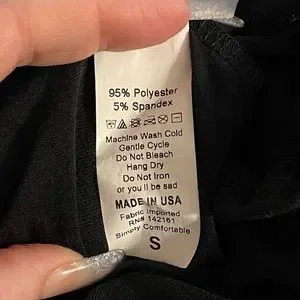 95% Polyester
5% Spandex
Machine Wash Cold
Gentle Cycle
Do Not Bleach
Hang Dry
Do Not Iron
or you ll be sad
MADE IN USA
Fabric Imported
RN# 142161
Simply Comfortable
S